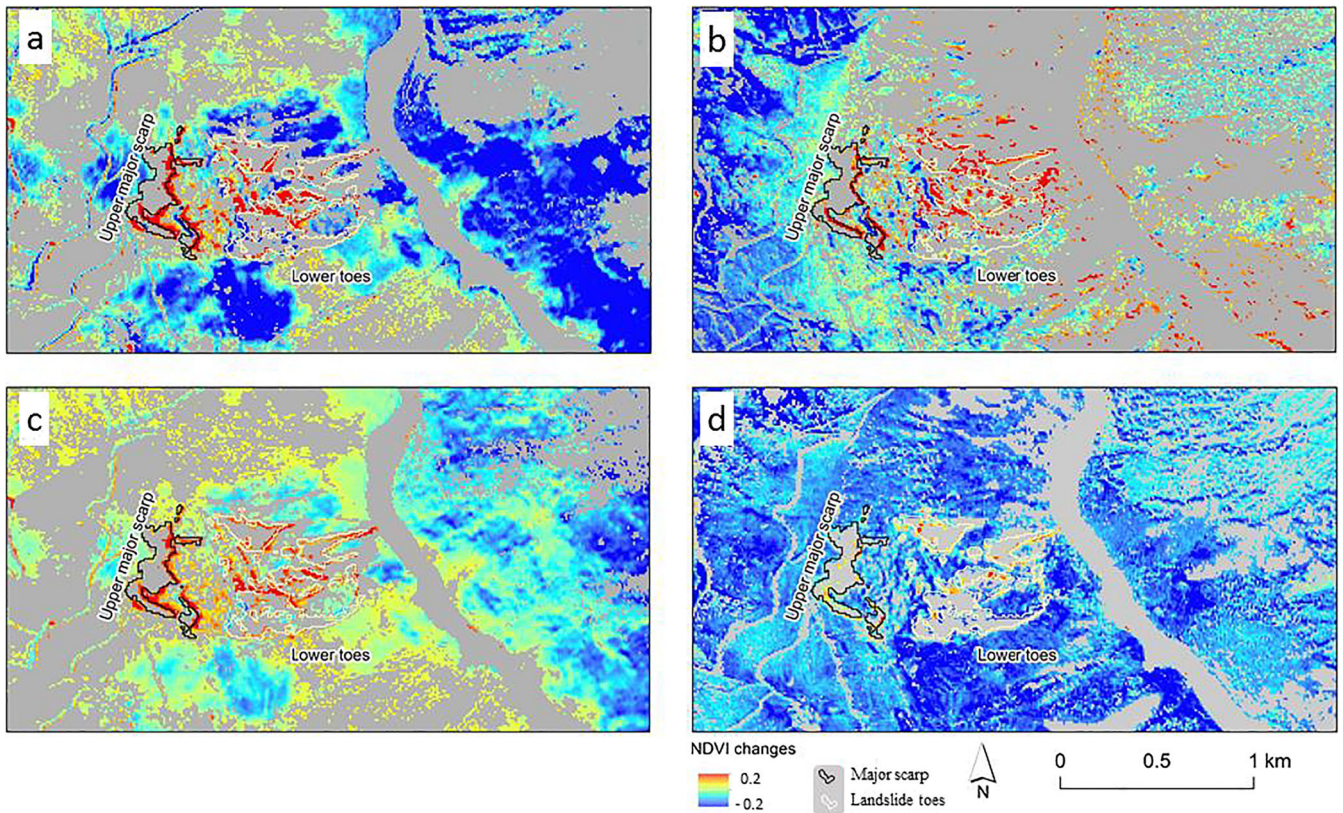 a
b
Upper major scarp
Lower toes
Upper major scarp
Lower toes
c
d
Upper major scarp
Lower toes
Upper major scarp
Lower toes
NDVI changes
0.2
- 0.2
Major scarp
Landslide toes
N
0 0.5 1 km